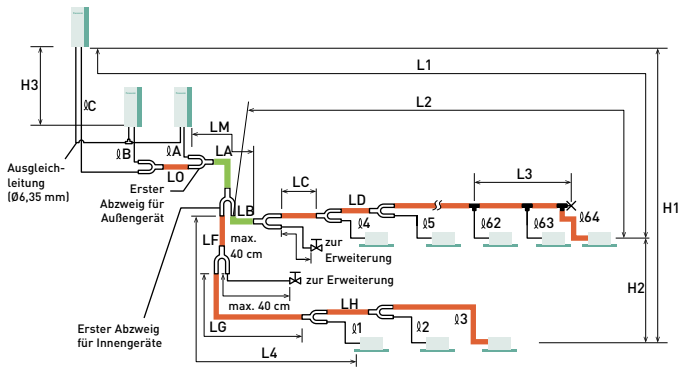 L1
H3
L2
ℓC
LM
ℓB
ℓA
LA
LC
L3
Ausgleich-
leitung
(Ø6,35 mm)
LO
Erster
Abzweig für
Außengerät
LB
LD
H1
ℓ4
ℓ5
ℓ62
ℓ63
ℓ64
LF
max.
40 cm
zur
Erweiterung
H2
zur Erweiterung
max. 40 cm
Erster Abzweig
für Innengeräte
LG
LH
ℓ1
ℓ2
ℓ3
L4